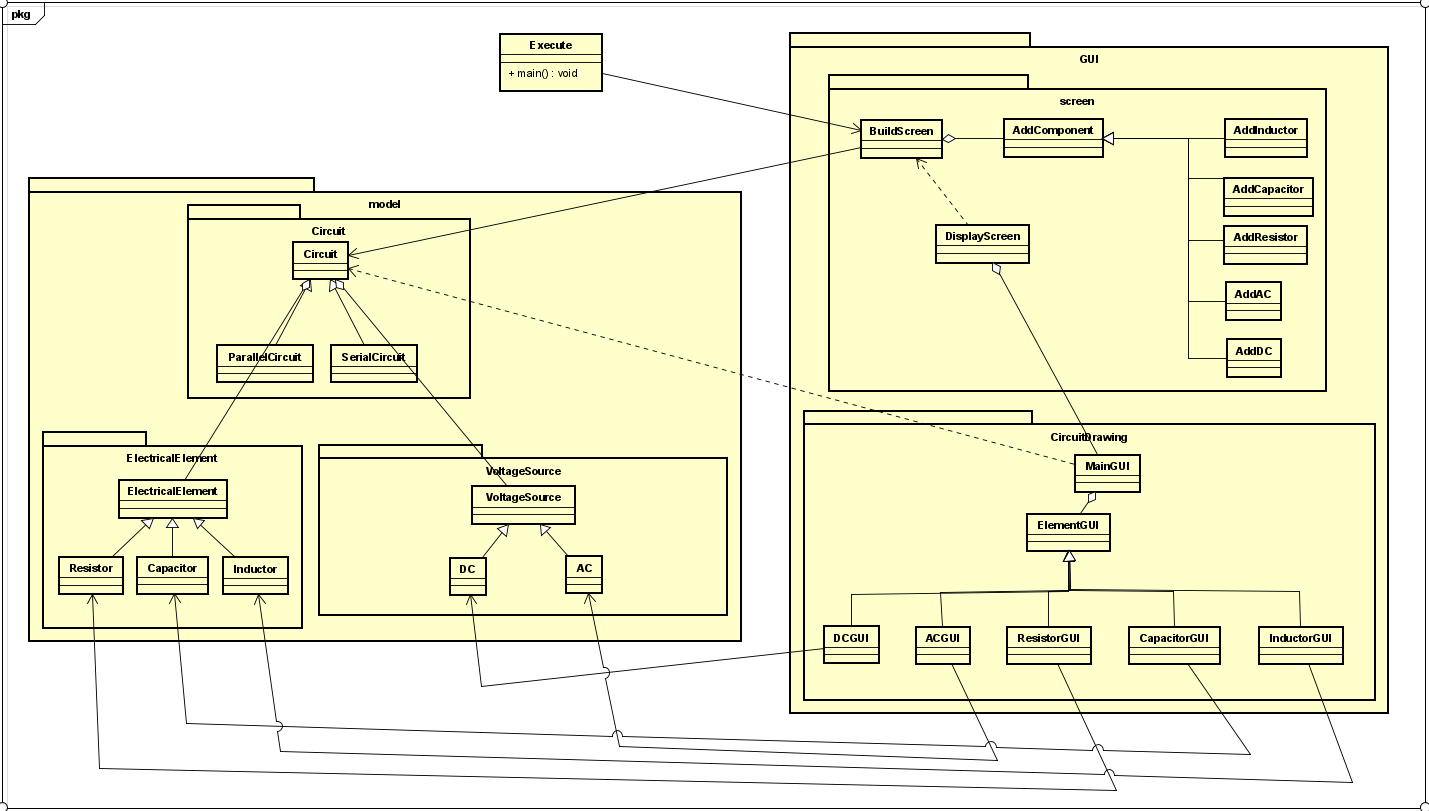 pkg
Execute
+ main() : void
GUI
screen
BuildScreen
AddComponent
AddInductor
AddCapacitor
AddResistor
AddAC
AddDC
DisplayScreen
model
Circuit
Circuit
ParallelCircuit
SerialCircuit
ElectricalElement
ElectricalElement
Resistor
Capacitor
Inductor
VoltageSource
VoltageSource
DC
AC
CircuitDrawing
MainGUI
ElementGUI
DCGUI
ACGUI
ResistorGUI
CapacitorGUI
InductorGUI